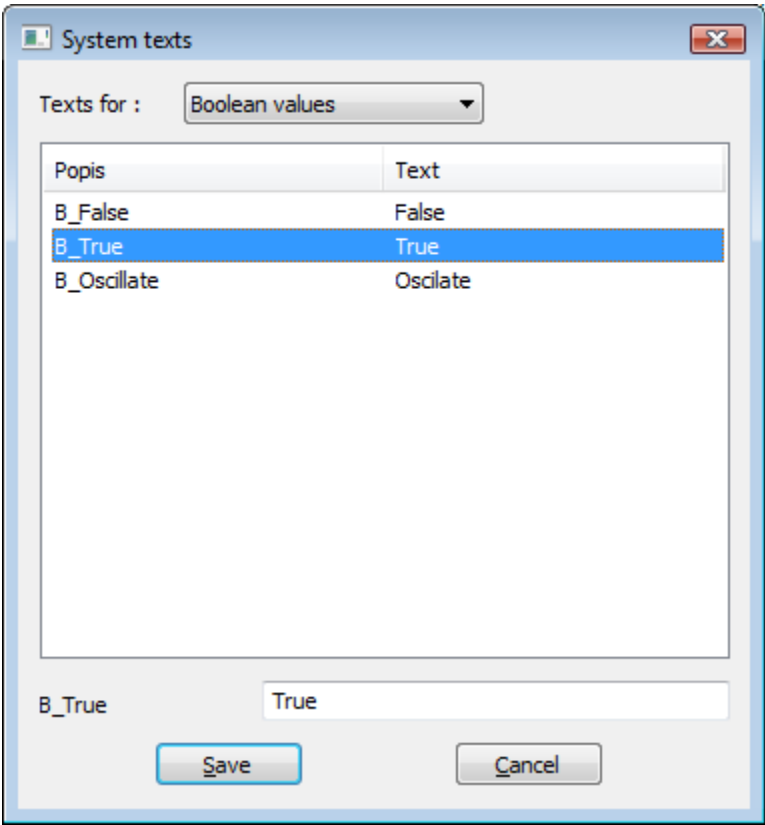 System texts
Texts for : Boolean values
Popis Text
B_False False
B_True True
B_Oscillate Oscilate
B_True True
Save Cancel